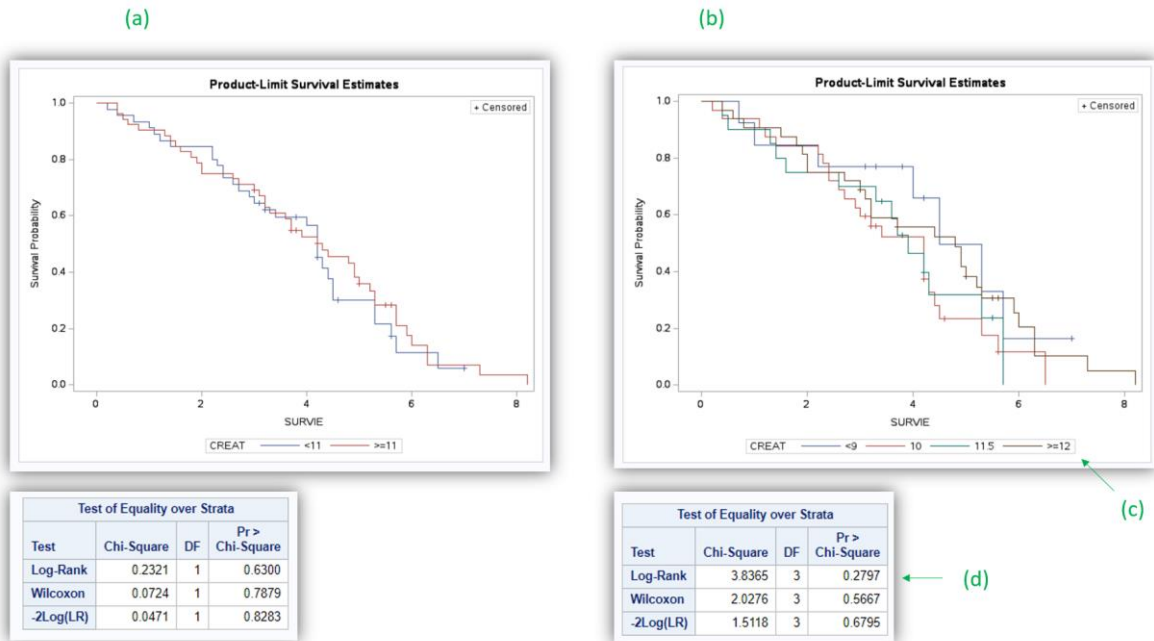 (a)
Product-Limit Survival Estimates
+ Censored
1.0
0.8
0.6
0.4
0.2
0.0
Survival Probability
0 2 4 6 8
SURVIE
CREAT <11 >=11
Test of Equality over Strata
Test Chi-Square DF Pr > Chi-Square
Log-Rank 0.2321 1 0.6300
Wilcoxon 0.0724 1 0.7879
-2Log(LR) 0.0471 1 0.8283
(b)
Product-Limit Survival Estimates
+ Censored
1.0
0.8
0.6
0.4
0.2
0.0
Survival Probability
0 2 4 6 8
SURVIE
CREAT <9 10 11.5 >=12
(c)
Test of Equality over Strata
Test Chi-Square DF Pr > Chi-Square
Log-Rank 3.8365 3 0.2797
Wilcoxon 2.0276 3 0.5667
-2Log(LR) 1.5118 3 0.6795
(d)